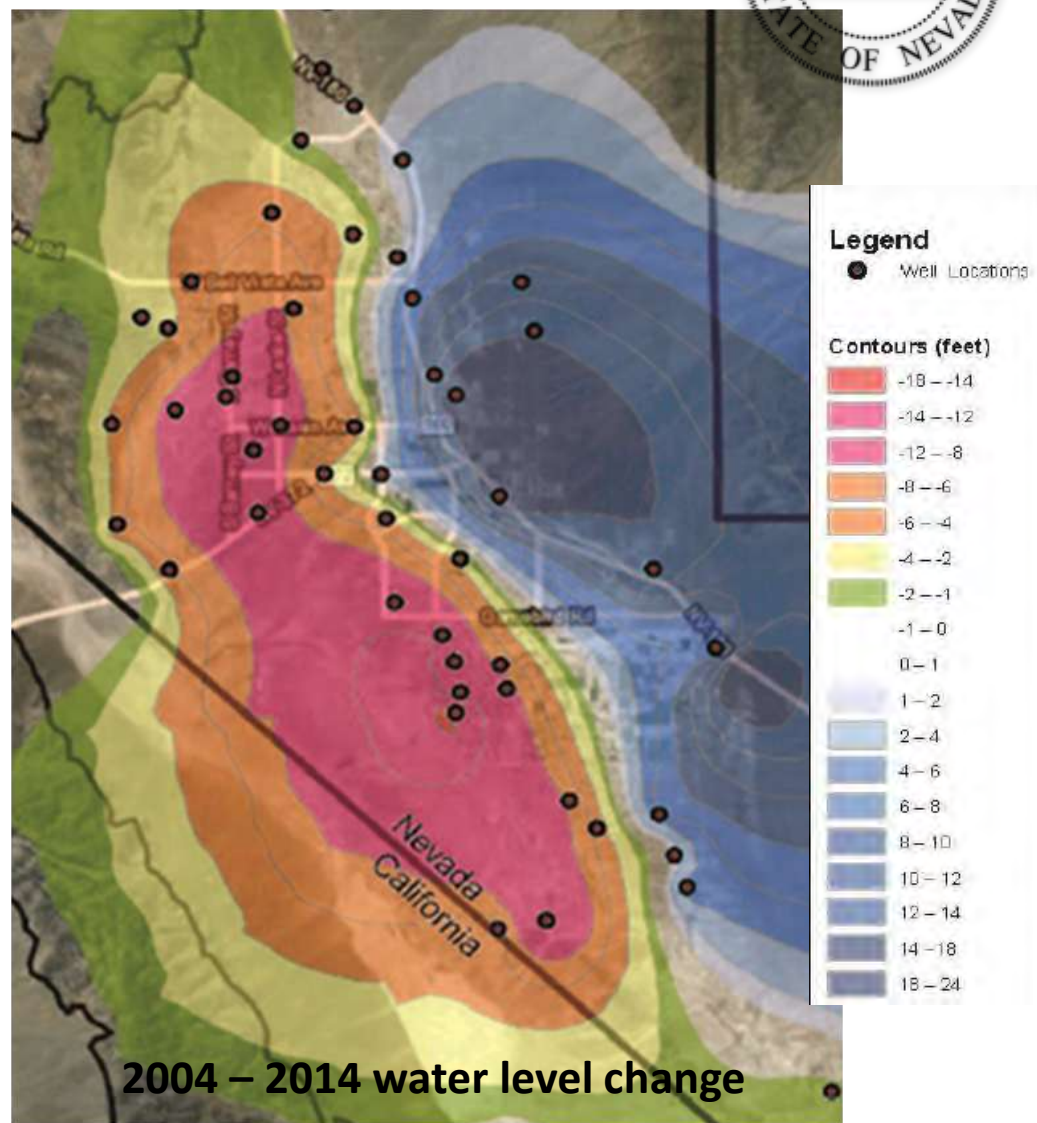 STATE OF NEVAD
Legend
Well Locations
Contours (feet)
-18 – -14
-14 – -12
-12 – -8
-8 – -6
-6 – -4
-4 – -2
-2 – -1
-1 – 0
0 – 1
1 – 2
2 – 4
4 – 6
6 – 8
8 – 10
10 – 12
12 – 14
14 – 18
18 – 24
Nevada
California
2004 – 2014 water level change